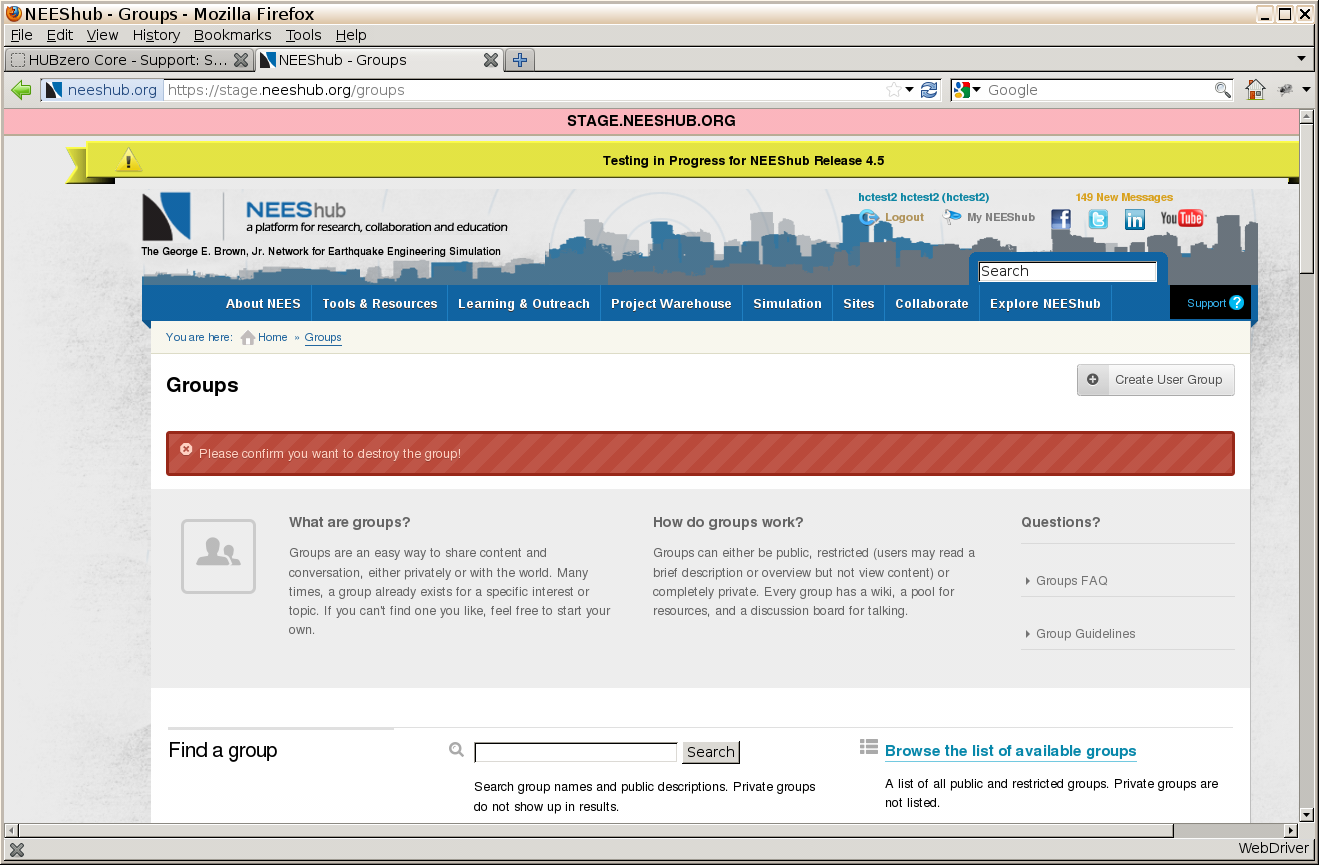 NEEShub - Groups - Mozilla Firefox
File Edit View History Bookmarks Tools Help
HUBzero Core - Support: S...
NEEShub - Groups
neeshub.org https://stage.neeshub.org/groups
Google
STAGE.NEESHUB.ORG
Testing in Progress for NEEShub Release 4.5
NEEShub
a platform for research, collaboration and education
The George E. Brown, Jr. Network for Earthquake Engineering Simulation
hctest2 hctest2 (hctest2) 149 New Messages
Logout My NEEShub
YouTube
Search
About NEES Tools & Resources Learning & Outreach Project Warehouse Simulation Sites Collaborate Explore NEEShub Support ?
You are here: Home » Groups
Groups
Create User Group
Please confirm you want to destroy the group!
What are groups?
Groups are an easy way to share content and
conversation, either privately or with the world. Many
times, a group already exists for a specific interest or
topic. If you can't find one you like, feel free to start your
own.
How do groups work?
Groups can either be public, restricted (users may read a
brief description or overview but not view content) or
completely private. Every group has a wiki, a pool for
resources, and a discussion board for talking.
Questions?
Groups FAQ
Group Guidelines
Find a group
Search
Search group names and public descriptions. Private groups
do not show up in results.
Browse the list of available groups
A list of all public and restricted groups. Private groups are
not listed.
WebDriver